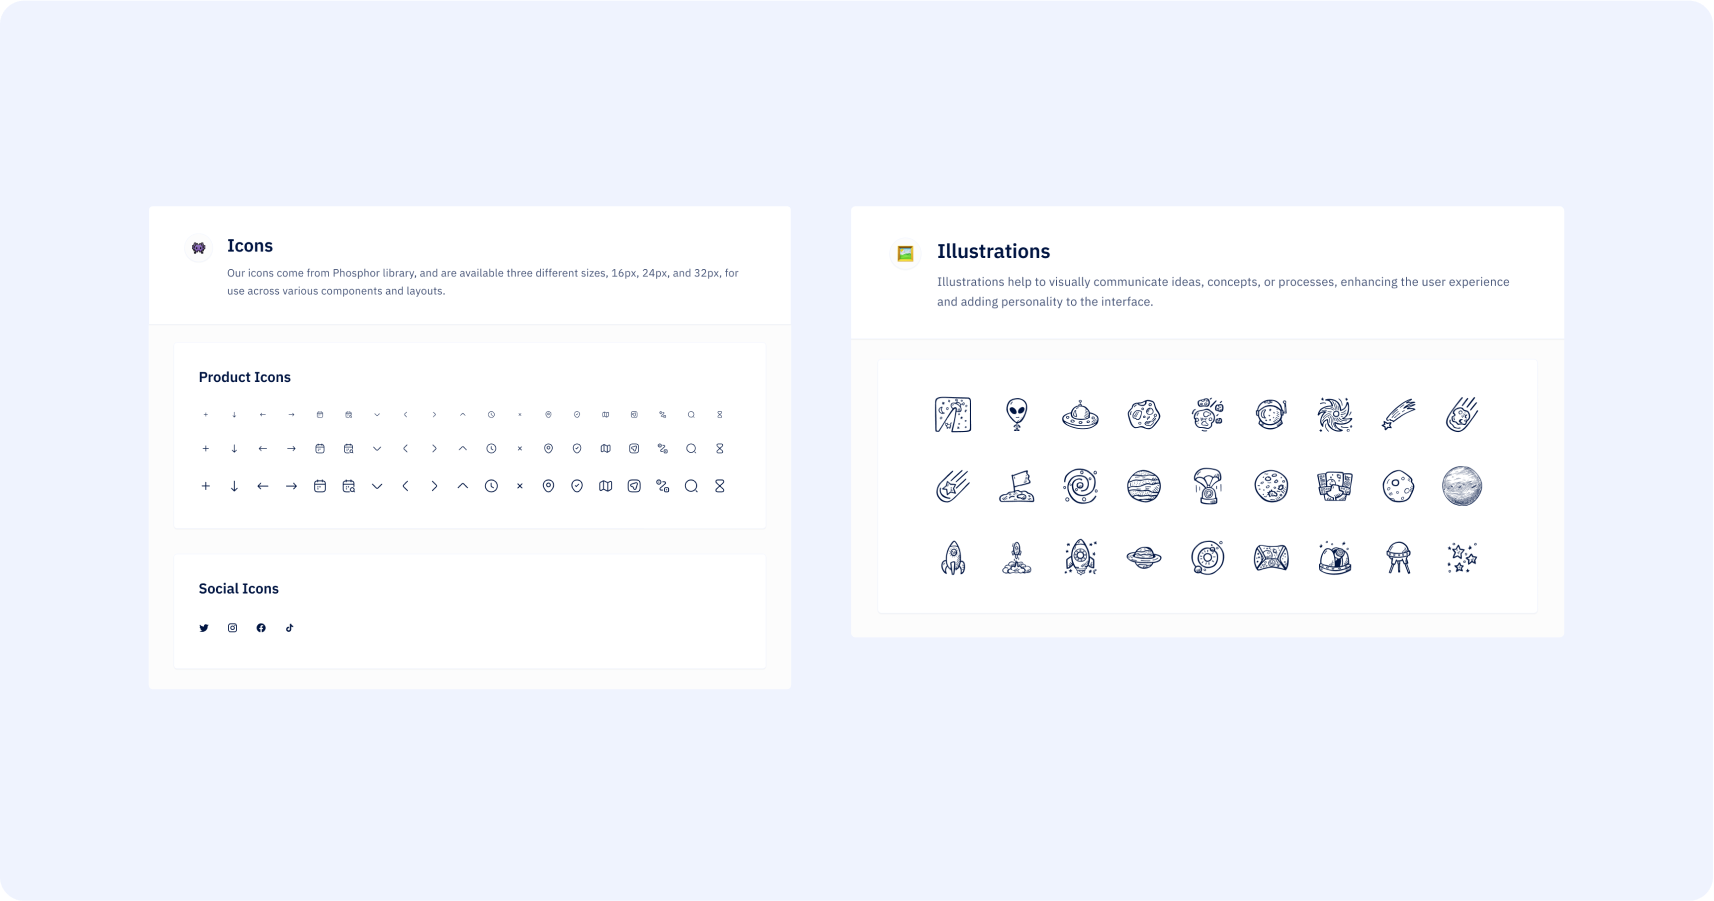 Icons
Our icons come from Phosphor library, and are available three different sizes, 16px, 24px, and 32px, for
use across various components and layouts.
Product Icons
Social Icons
Illustrations
Illustrations help to visually communicate ideas, concepts, or processes, enhancing the user experience
and adding personality to the interface.